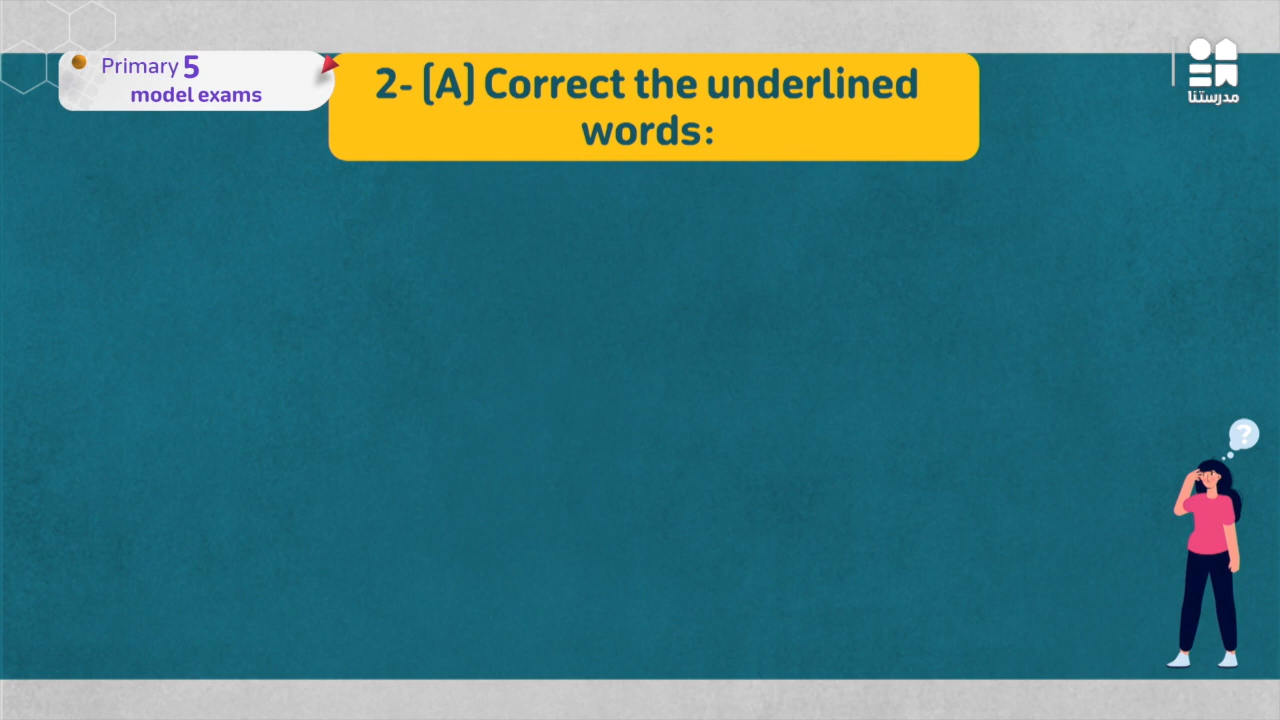 Primary 5
model exams
2- (A) Correct the underlined
words:
مدرستنا
?